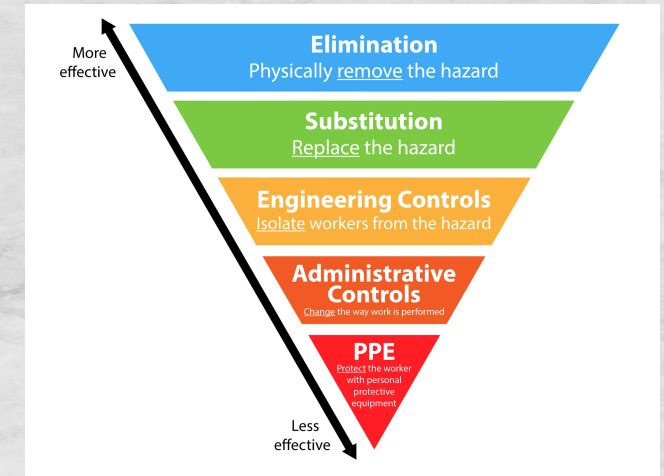 More
effective
Elimination
Physically remove the hazard
Substitution
Replace the hazard
Engineering Controls
Isolate workers from the hazard
Administrative
Controls
Change the way work is performed
PPE
Protect the worker
with personal
protective
equipment
Less
effective